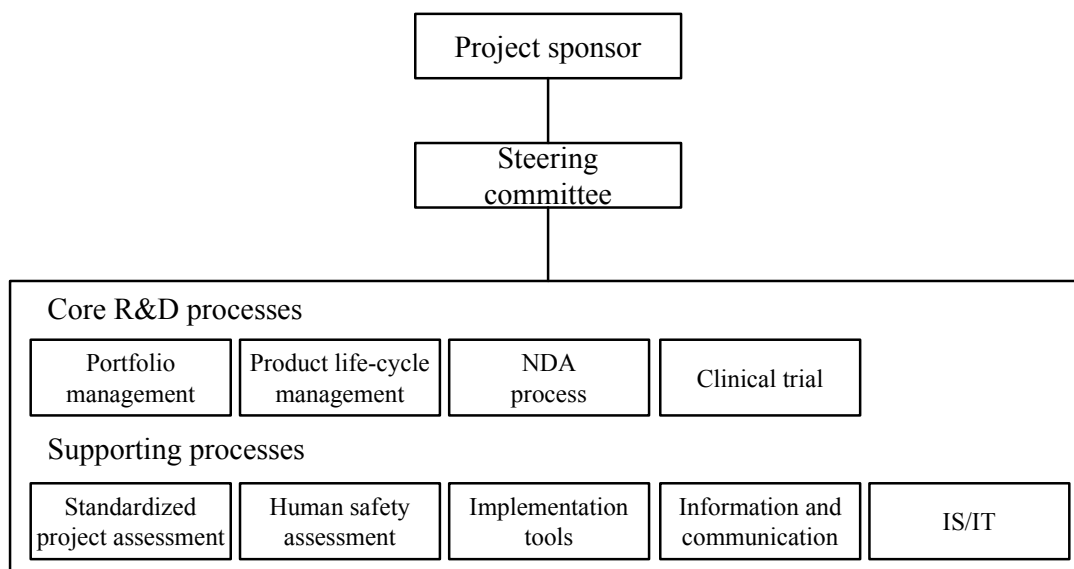 Project sponsor
Steering
committee
Core R&D processes
Portfolio
management
Product life-cycle
management
NDA
process
Clinical trial
Supporting processes
Standardized
project assessment
Human safety
assessment
Implementation
tools
Information and
communication
IS/IT